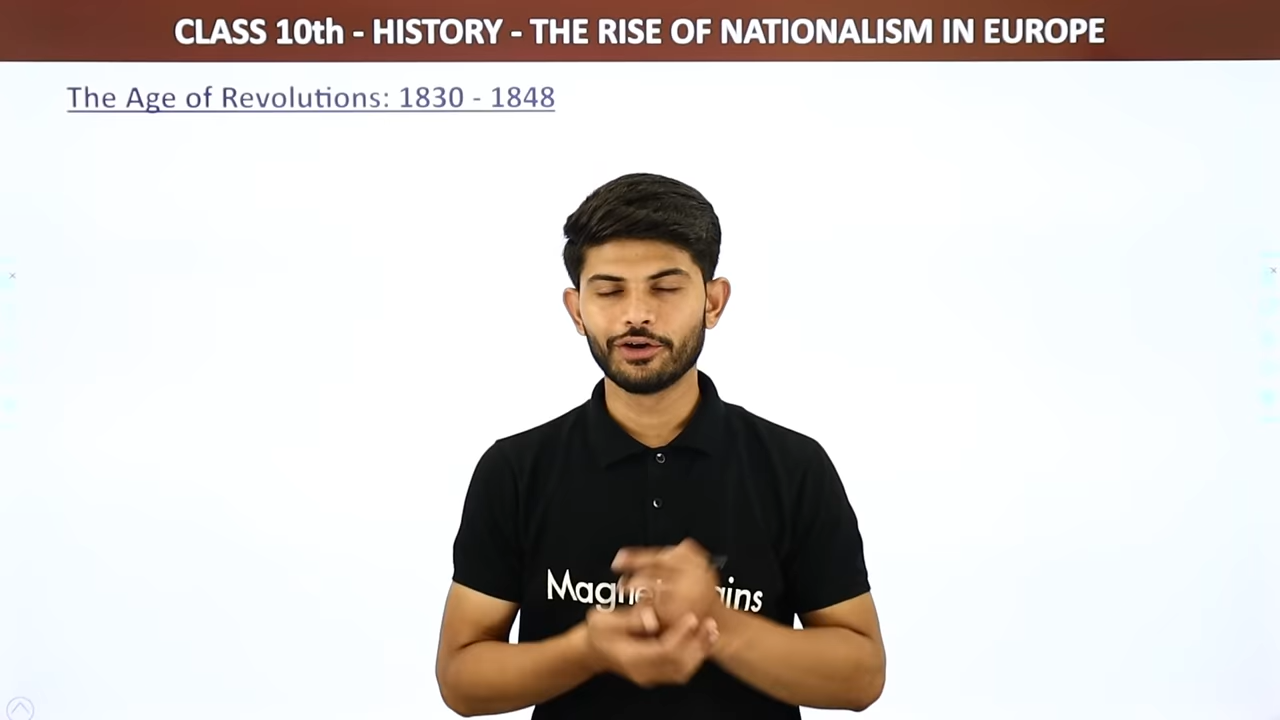 CLASS 10th - HISTORY - THE RISE OF NATIONALISM IN EUROPE
The Age of Revolutions: 1830 - 1848